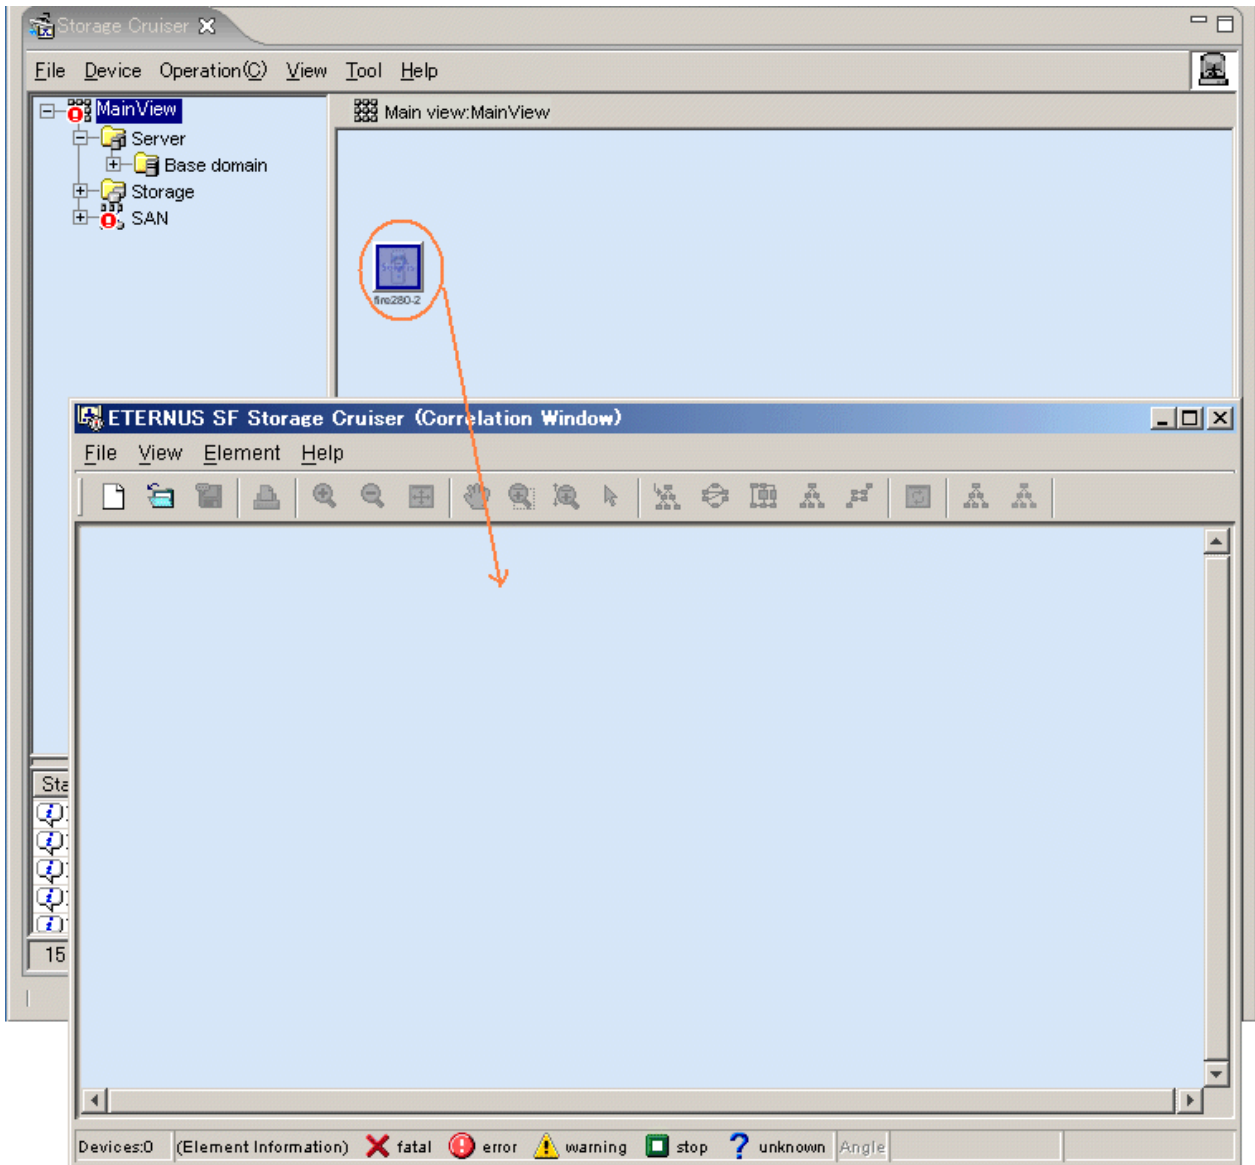 Storage Cruiser
File Device Operation(C) View Tool Help
MainView
Main view:MainView
Server
Base domain
Storage
SAN
fire280-2
ETERNUS SF Storage Cruiser (Correlation Window)
File View Element Help
Sta
15
Devices:0 (Element Information) fatal error warning stop unknown Angle